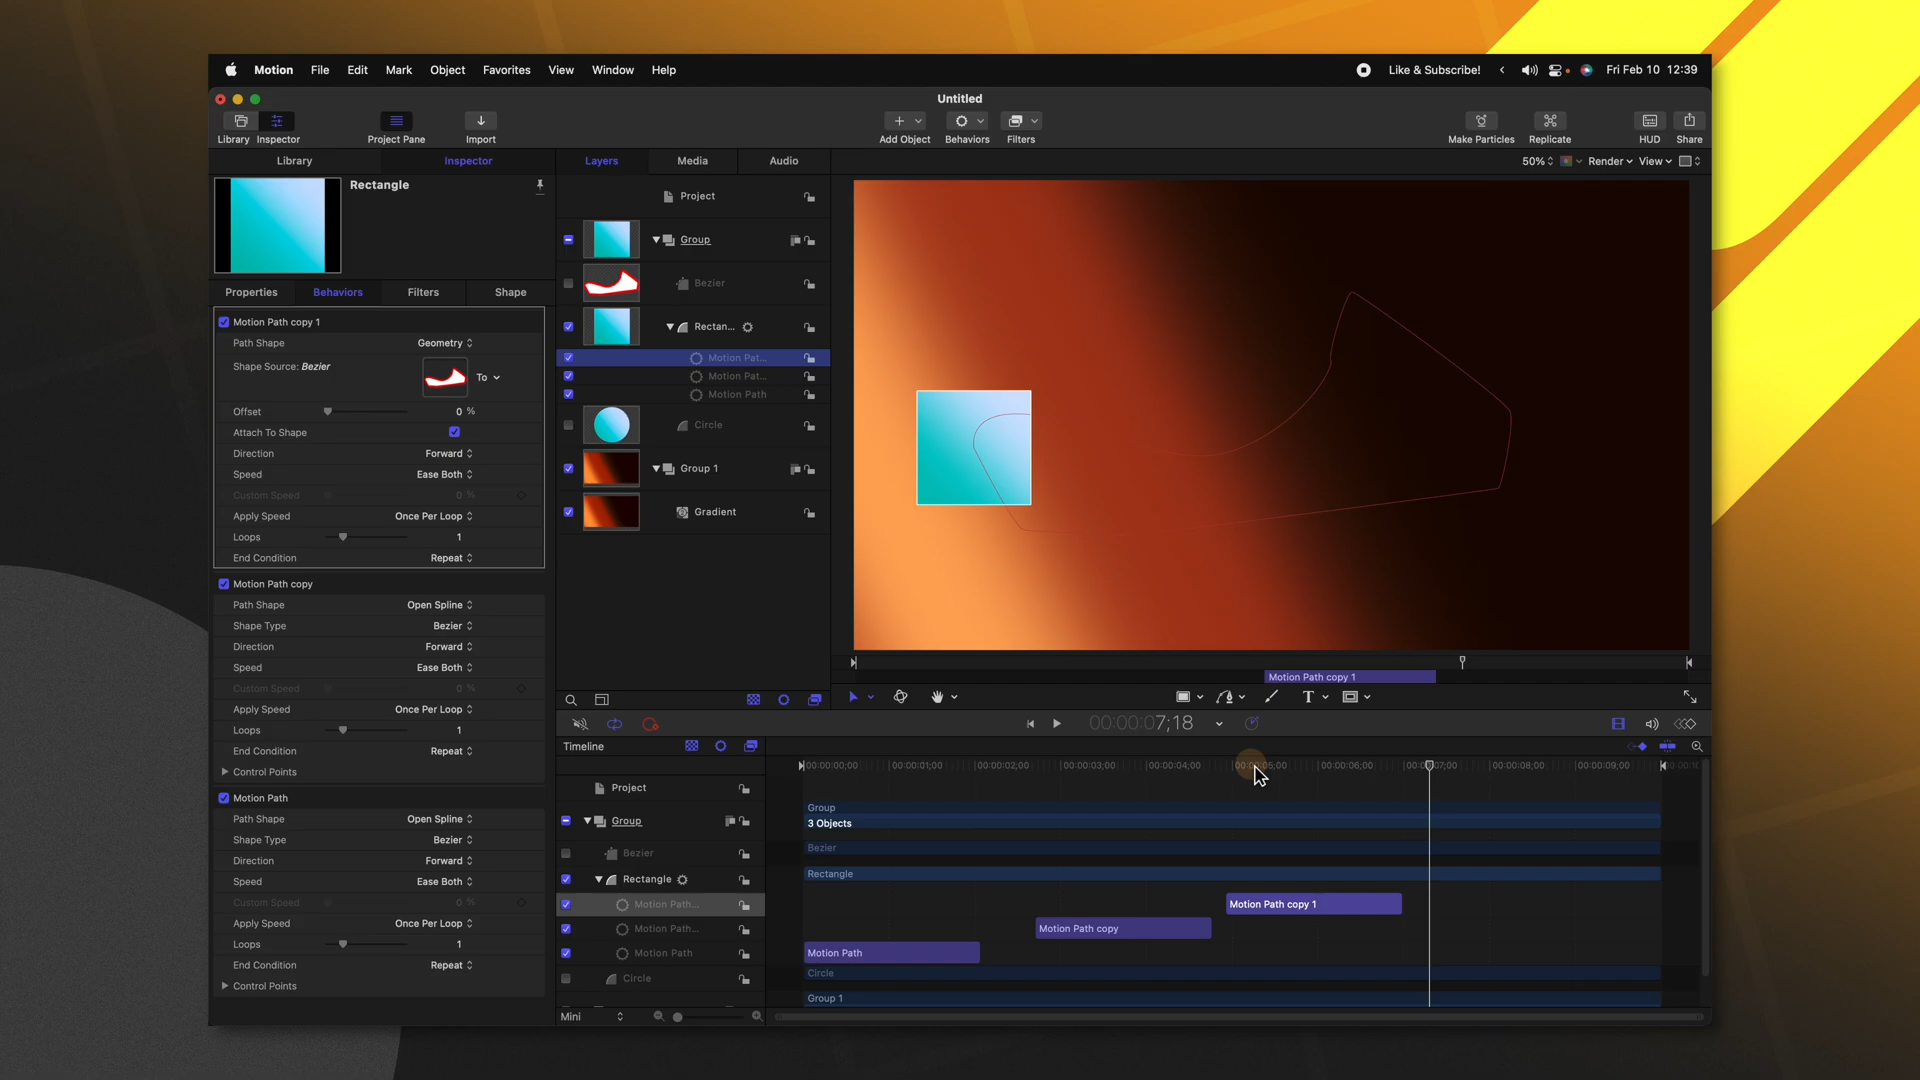 Motion File Edit Mark Object Favorites View Window Help
Like & Subscribe! Fri Feb 10 12:39
Untitled
Library Inspector Project Pane Import Add Object Behaviors Filters Make Particles Replicate HUD Share
Library Inspector Layers Media Audio
50% Render View
Rectangle
Properties Behaviors Filters Shape
Motion Path copy 1
Path Shape Geometry
Shape Source: Bezier To
Offset 0 %
Attach To Shape
Direction Forward
Speed Ease Both
Custom Speed 0 %
Apply Speed Once Per Loop
Loops 1
End Condition Repeat
Motion Path copy
Path Shape Open Spline
Shape Type Bezier
Direction Forward
Speed Ease Both
Custom Speed 0 %
Apply Speed Once Per Loop
Loops 1
End Condition Repeat
Control Points
Motion Path
Path Shape Open Spline
Shape Type Bezier
Direction Forward
Speed Ease Both
Custom Speed 0 %
Apply Speed Once Per Loop
Loops 1
End Condition Repeat
Control Points
Project
Group
Bezier
Rectan...
Motion Pat...
Motion Pat...
Motion Path
Circle
Group 1
Gradient
Motion Path copy 1
T
00:00:07;18
Timeline
00:00:00;00 00:00:01;00 00:00:02;00 00:00:03;00 00:00:04;00 00:00:05;00 00:00:06;00 00:00:07;00 00:00:08;00 00:00:09;00
Project
Group
Bezier
Rectangle
Motion Path...
Motion Path...
Motion Path
Circle
Group
3 Objects
Bezier
Rectangle
Motion Path copy 1
Motion Path copy
Motion Path
Circle
Group 1
Mini